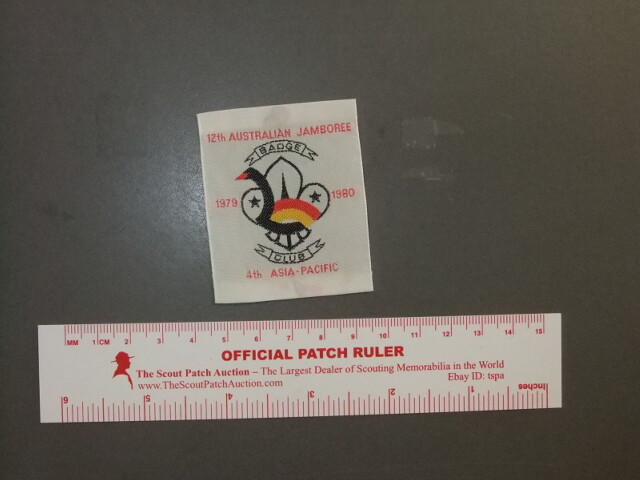 12th AUSTRALIAN JAMBOREE
BADGE
1979 1980
CLUB
4th ASIA-PACIFIC
MM 1 CM 2 3 4 5 6 7 8 9 10 11 12 13 14 15
OFFICIAL PATCH RULER
The Scout Patch Auction – The Largest Dealer of Scouting Memorabilia in the World
www.TheScoutPatchAuction.com Ebay ID: tspa
6 5 4 3 2 1 Inches